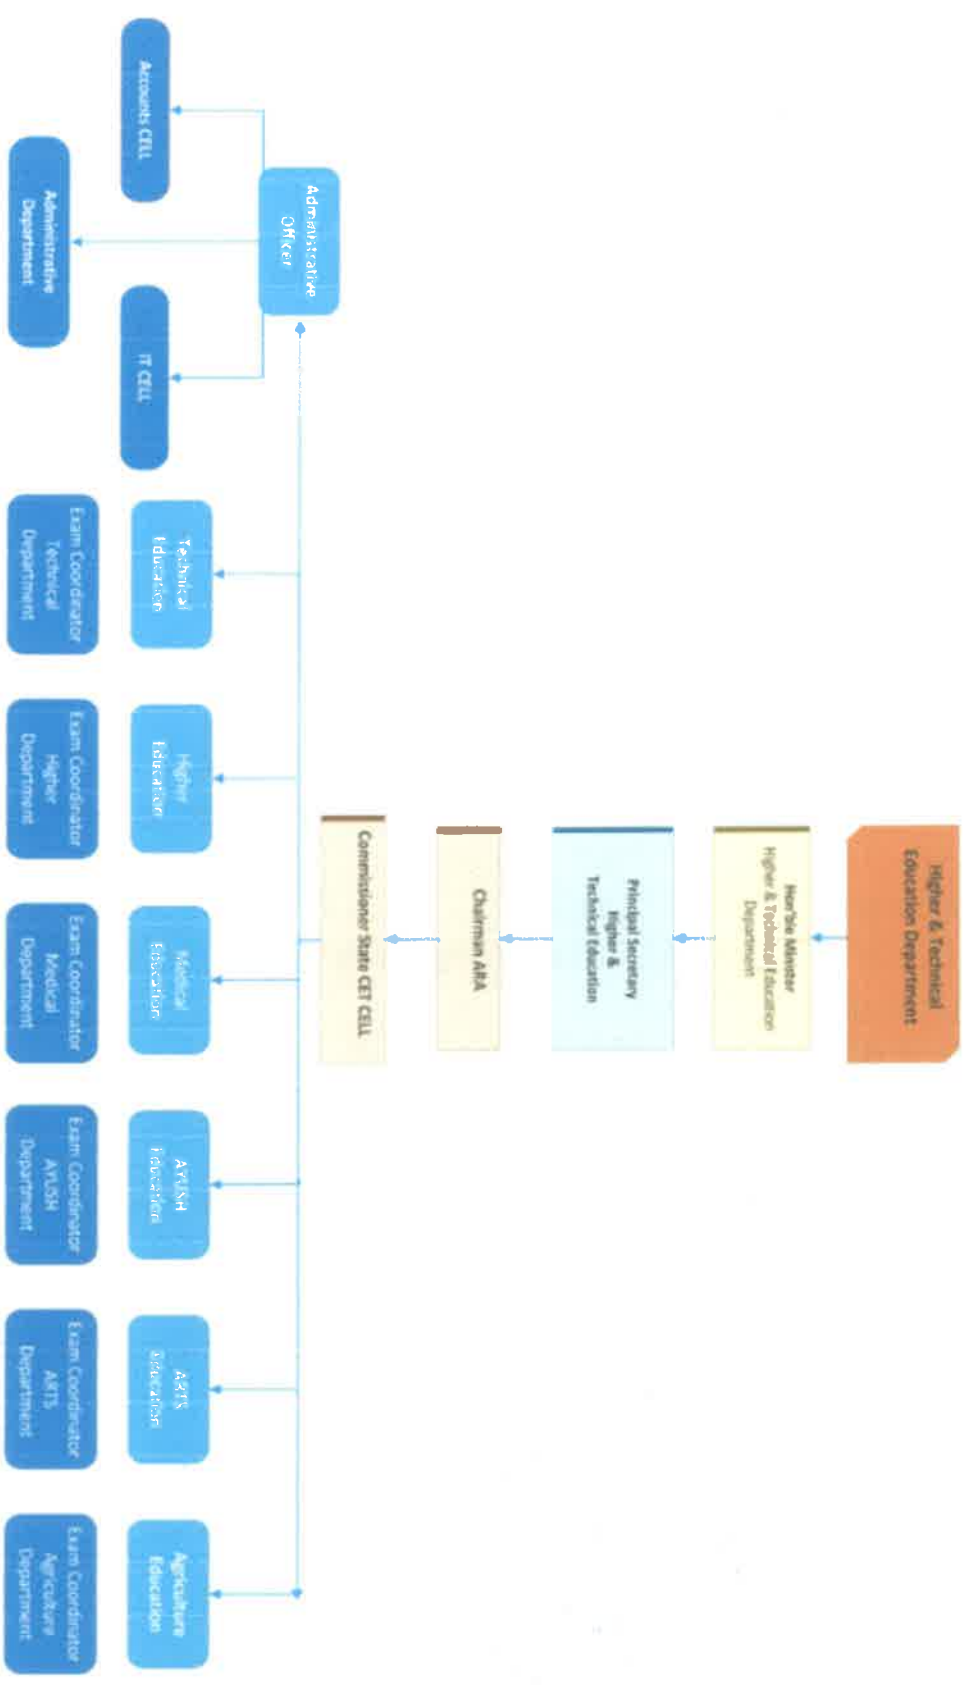 Higher & Technical
Education Department
Hon'ble Minister
Higher & Technical Education
Department
Principal Secretary
Higher &
Technical Education
Chairman ARA
Commissioner State CET CELL
Administrative
Officer
Accounts CELL
Administrative
Department
IT CELL
Technical
Education
Higher
Education
Medical
Education
AYUSH
Education
ARTS
Education
Agriculture
Education
Exam Coordinator
Technical
Department
Exam Coordinator
Higher
Department
Exam Coordinator
Medical
Department
Exam Coordinator
AYUSH
Department
Exam Coordinator
ARTS
Department
Exam Coordinator
Agriculture
Department